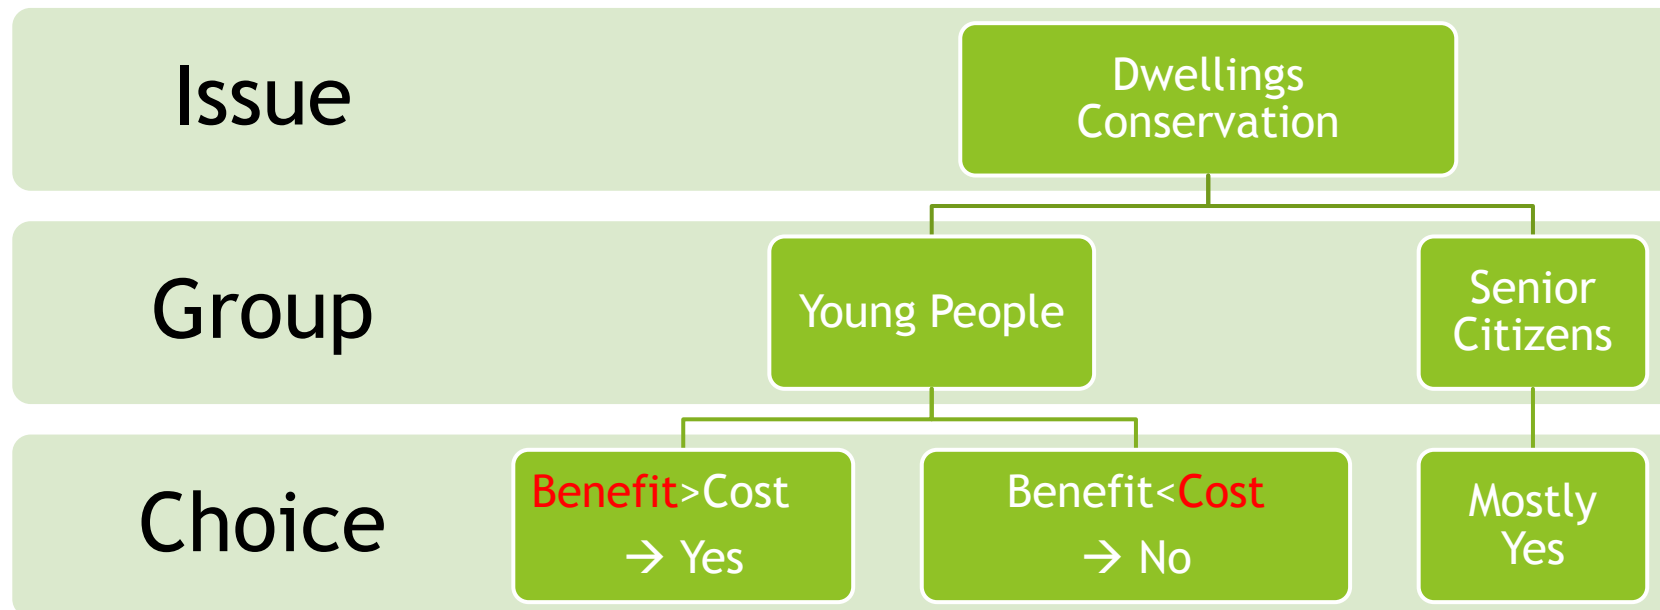 Issue
Dwellings
Conservation
Group
Young People
Senior
Citizens
Choice
Benefit>Cost
→ Yes
Benefit<Cost
→ No
Mostly
Yes